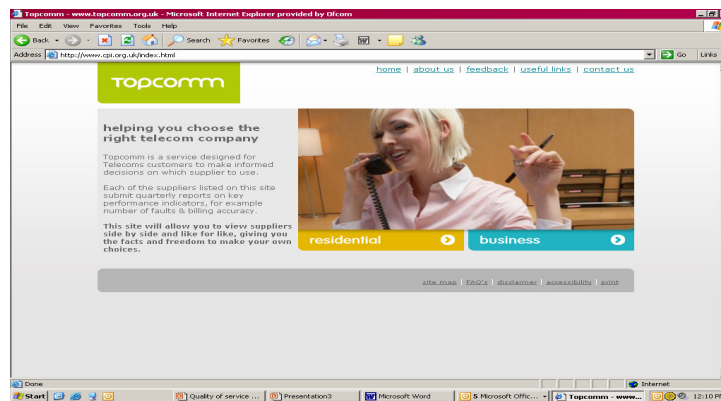 Topcomm - www.topcomm.org.uk - Microsoft Internet Explorer provided by Ofcom
File Edit View Favorites Tools Help
Back Search Favorites
Address http://www.cpi.org.uk/index.html Go Links
home | about us | feedback | useful links | contact us
TOPCOMM
helping you choose the
right telecom company
Topcomm is a service designed for
Telecoms customers to make informed
decisions on which supplier to use.
Each of the suppliers listed on this site
submit quarterly reports on key
performance indicators, for example
number of faults & billing accuracy.
This site will allow you to view suppliers
side by side and like for like, giving you
the facts and freedom to make your own
choices.
residential
business
site map | FAQ's | disclaimer | accessibility | print
Done Internet
Start Quality of service ... Presentation3 Microsoft Word 5 Microsoft Offic... Topcomm - www... 12:10 P